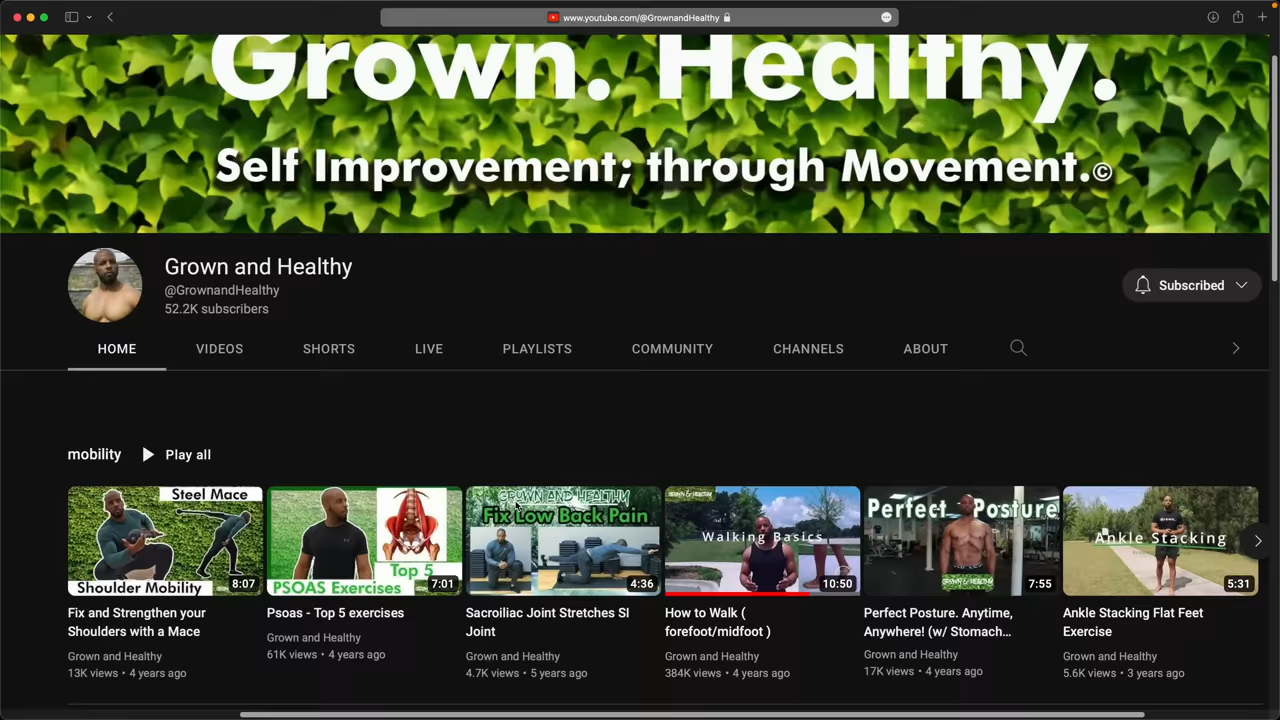 www.youtube.com/@GrownandHealthy
Grown. Healthy.
Self Improvement; through Movement.©
Grown and Healthy
@GrownandHealthy
52.2K subscribers
Subscribed
HOME VIDEOS SHORTS LIVE PLAYLISTS COMMUNITY CHANNELS ABOUT
mobility Play all
Steel Mace
Shoulder Mobility
8:07
Top 5
PSOAS Exercises
7:01
GROWN AND HEALTHY
Fix Low Back Pain
4:36
GROWN & HEALTHY
Walking Basics
10:50
Perfect Posture
GROWN & HEALTHY
7:55
Ankle Stacking
5:31
Fix and Strengthen your
Shoulders with a Mace
Grown and Healthy
13K views • 4 years ago
Psoas - Top 5 exercises
Grown and Healthy
61K views • 4 years ago
Sacroiliac Joint Stretches SI
Joint
Grown and Healthy
4.7K views • 5 years ago
How to Walk (
forefoot/midfoot )
Grown and Healthy
384K views • 4 years ago
Perfect Posture. Anytime,
Anywhere! (w/ Stomach...
Grown and Healthy
17K views • 4 years ago
Ankle Stacking Flat Feet
Exercise
Grown and Healthy
5.6K views • 3 years ago